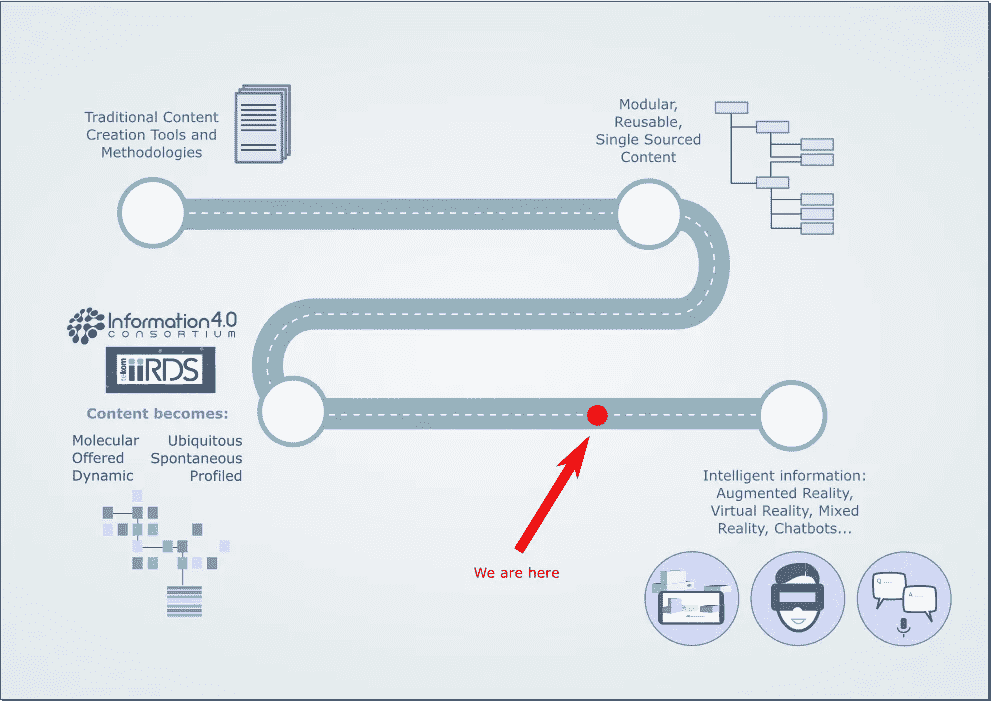 Traditional Content
Creation Tools and
Methodologies
Modular,
Reusable,
Single Sourced
Content
Information4.0
CONSORTIUM
tekom iiRDS
Content becomes:
Molecular Ubiquitous
Offered Spontaneous
Dynamic Profiled
We are here
Intelligent information:
Augmented Reality,
Virtual Reality, Mixed
Reality, Chatbots...
Q ....
A ....